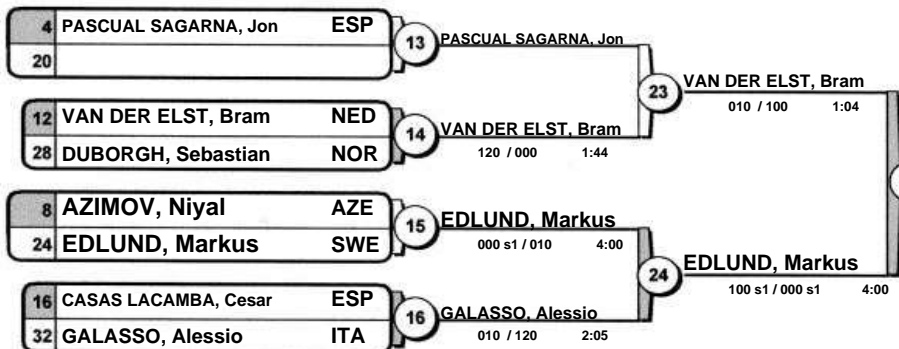 4 PASCUAL SAGARNA, Jon ESP
20
13 PASCUAL SAGARNA, Jon
12 VAN DER ELST, Bram NED
28 DUBORGH, Sebastian NOR
14 VAN DER ELST, Bram
120 / 000 1:44
23 VAN DER ELST, Bram
010 / 100 1:04
8 AZIMOV, Niyal AZE
24 EDLUND, Markus SWE
15 EDLUND, Markus
000 s1 / 010 4:00
16 CASAS LACAMBA, Cesar ESP
32 GALASSO, Alessio ITA
16 GALASSO, Alessio
010 / 120 2:05
24 EDLUND, Markus
100 s1 / 000 s1 4:00